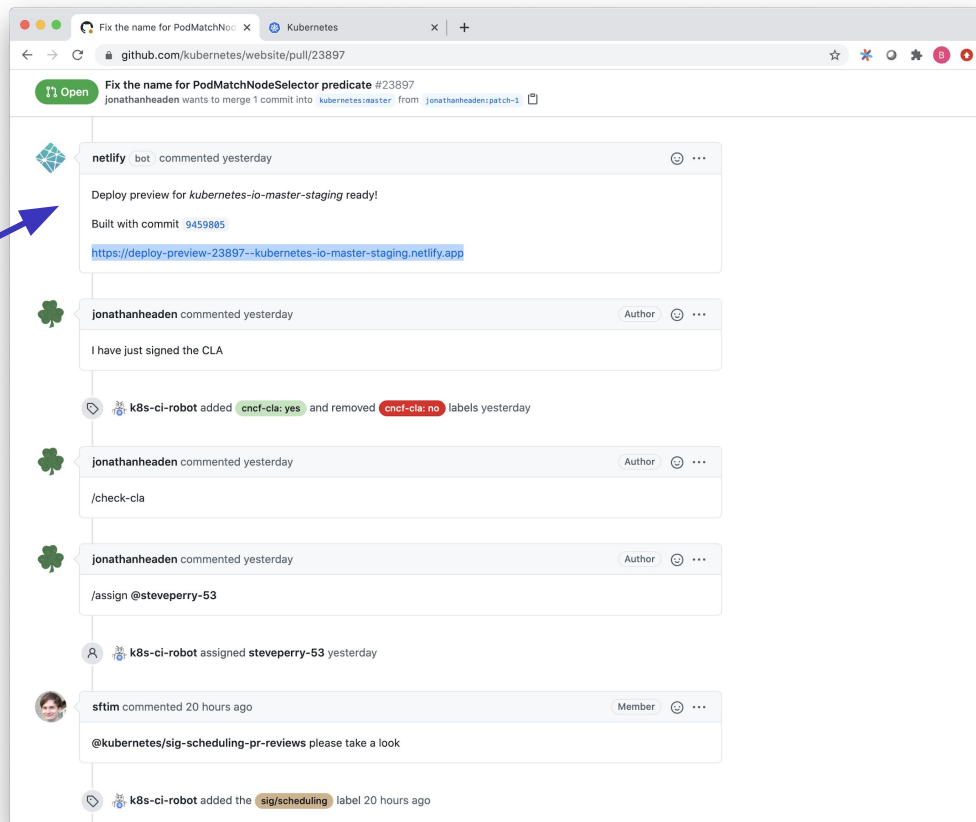 Fix the name for PodMatchNod
Kubernetes
github.com/kubernetes/website/pull/23897
B
Open
Fix the name for PodMatchNodeSelector predicate #23897
jonathanheaden wants to merge 1 commit into kubernetes:master from jonathanheaden:patch-1
netlify bot commented yesterday
Deploy preview for kubernetes-io-master-staging ready!
Built with commit 9459805
https://deploy-preview-23897--kubernetes-io-master-staging.netlify.app
jonathanheaden commented yesterday Author
I have just signed the CLA
k8s-ci-robot added cncf-cla: yes and removed cncf-cla: no labels yesterday
jonathanheaden commented yesterday Author
/check-cla
jonathanheaden commented yesterday Author
/assign @steveperry-53
k8s-ci-robot assigned steveperry-53 yesterday
sftim commented 20 hours ago Member
@kubernetes/sig-scheduling-pr-reviews please take a look
k8s-ci-robot added the sig/scheduling label 20 hours ago